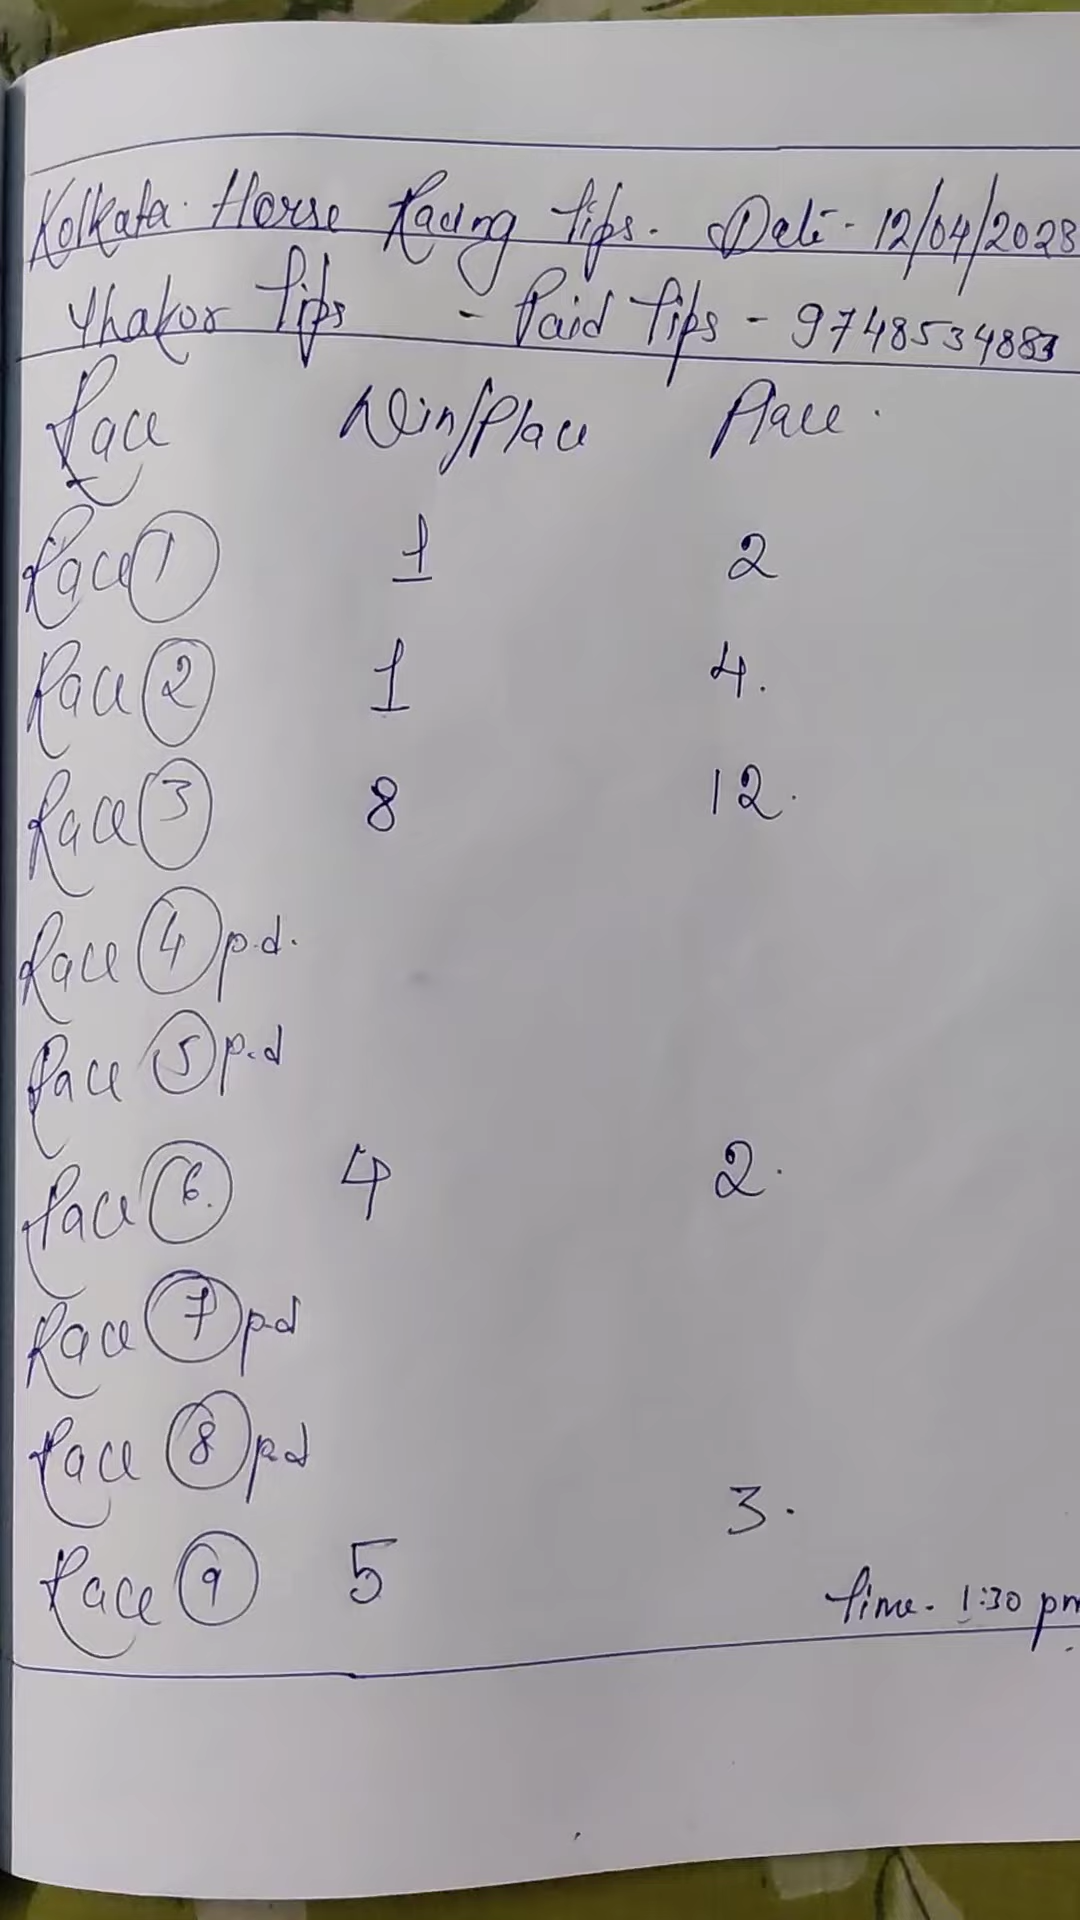 Kolkata Horse Racing Tips. Date - 12/04/2023
Thakor Tips - Paid Tips - 9748534883
Race Win/Place Place.
Race 1 1 2
Race 2 1 4.
Race 3 8 12.
Race 4 p.d.
Race 5 p.d
Race 6. 4 2.
Race 7 p.d
Race 8 p.d
Race 9 5 3.
Time - 1:30 pm